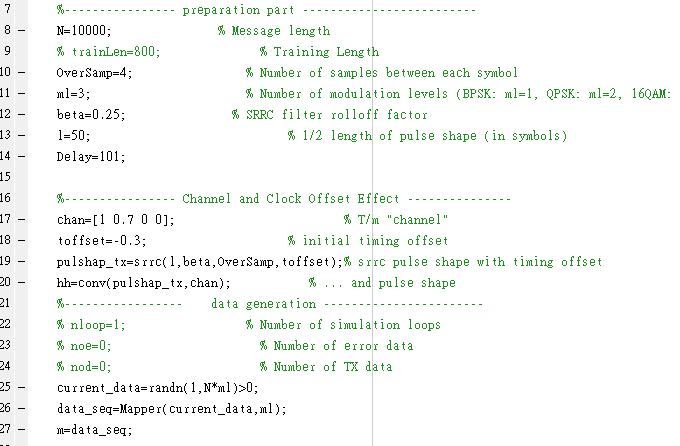 7 %---------------- preparation part -------------------------
8 – N=10000; % Message length
9 % trainLen=800; % Training Length
10 – OverSamp=4; % Number of samples between each symbol
11 – ml=3; % Number of modulation levels (BPSK: ml=1, QPSK: ml=2, 16QAM:
12 – beta=0.25; % SRRC filter rolloff factor
13 – l=50; % 1/2 length of pulse shape (in symbols)
14 – Delay=101;
15
16 %---------------- Channel and Clock Offset Effect ---------------
17 – chan=[1 0.7 0 0]; % T/m "channel"
18 – toffset=-0.3; % initial timing offset
19 – pulshap_tx=srrc(l,beta,OverSamp,toffset);% srrc pulse shape with timing offset
20 – hh=conv(pulshap_tx,chan); % ... and pulse shape
21 %----------------- data generation -----------------------
22 % nloop=1; % Number of simulation loops
23 % noe=0; % Number of error data
24 % nod=0; % Number of TX data
25 – current_data=randn(1,N*ml)>0;
26 – data_seq=Mapper(current_data,ml);
27 – m=data_seq;